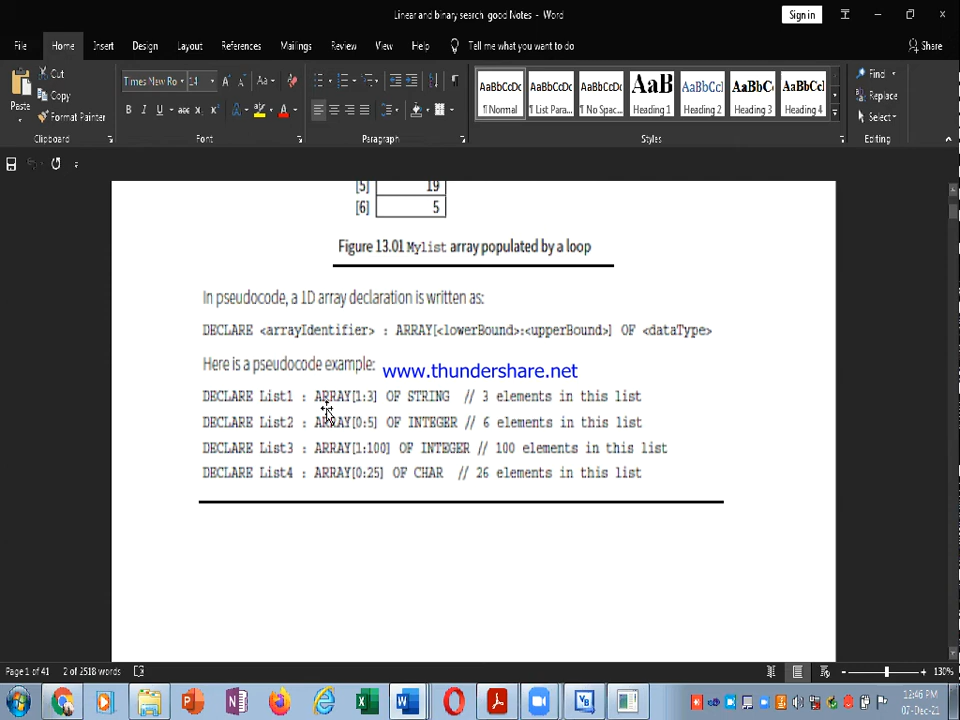 Linear and binary search good Notes - Word
Sign in
File Home Insert Design Layout References Mailings Review View Help Tell me what you want to do Share
Paste
Cut
Copy
Format Painter
Clipboard
Times New Ro 14
Font
Paragraph
AaBbCcDc AaBbCcDc AaBbCcDc AaB AaBbCcl AaBbCc AaBbCcl
¶ Normal ¶ List Para... ¶ No Spac... Heading 1 Heading 2 Heading 3 Heading 4
Styles
Find
Replace
Select
Editing
[5] 19
[6] 5
Figure 13.01 Mylist array populated by a loop
In pseudocode, a 1D array declaration is written as:
DECLARE <arrayIdentifier> : ARRAY[<lowerBound>:<upperBound>] OF <dataType>
Here is a pseudocode example:
www.thundershare.net
DECLARE List1 : ARRAY[1:3] OF STRING // 3 elements in this list
DECLARE List2 : ARRAY[0:5] OF INTEGER // 6 elements in this list
DECLARE List3 : ARRAY[1:100] OF INTEGER // 100 elements in this list
DECLARE List4 : ARRAY[0:25] OF CHAR // 26 elements in this list
Page 1 of 41 2 of 2518 words 130%
12:46 PM
07-Dec-21